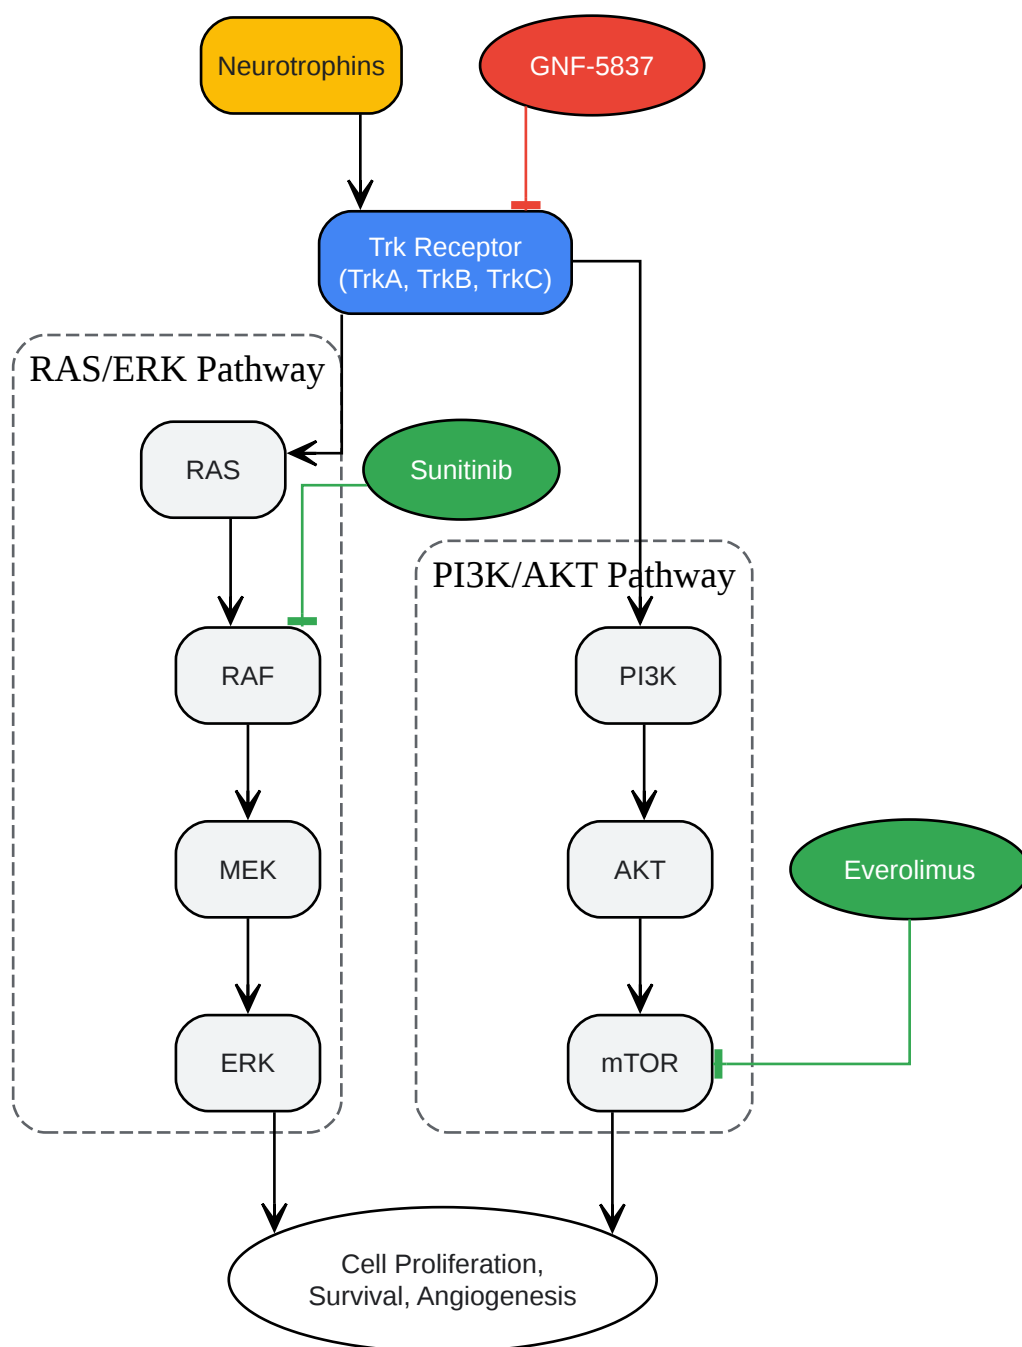 Neurotrophins
GNF-5837
Trk Receptor
(TrkA, TrkB, TrkC)
RAS/ERK Pathway
RAS
Sunitinib
PI3K/AKT Pathway
RAF
PI3K
MEK
AKT
Everolimus
ERK
mTOR
Cell Proliferation,
Survival, Angiogenesis